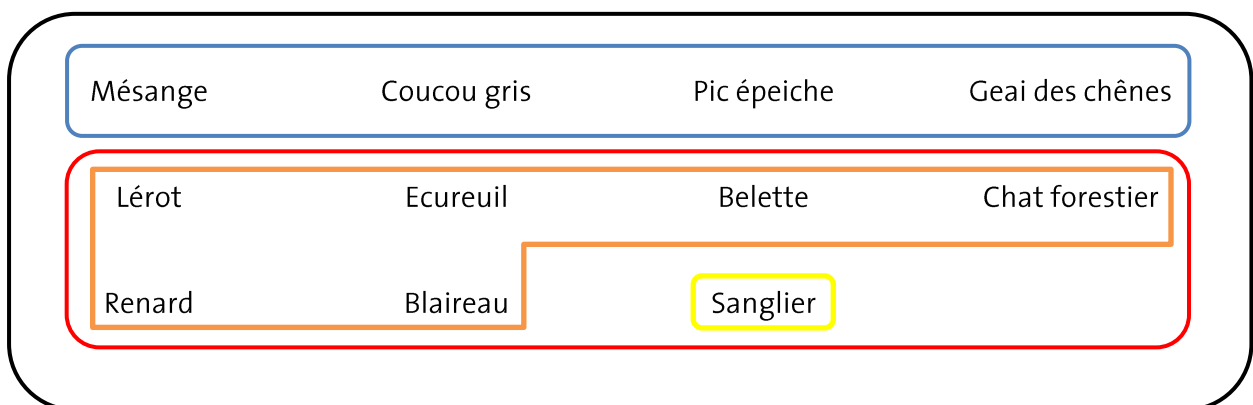 Mésange Coucou gris Pic épeiche Geai des chênes
Lérot Ecureuil Belette Chat forestier
Renard Blaireau Sanglier